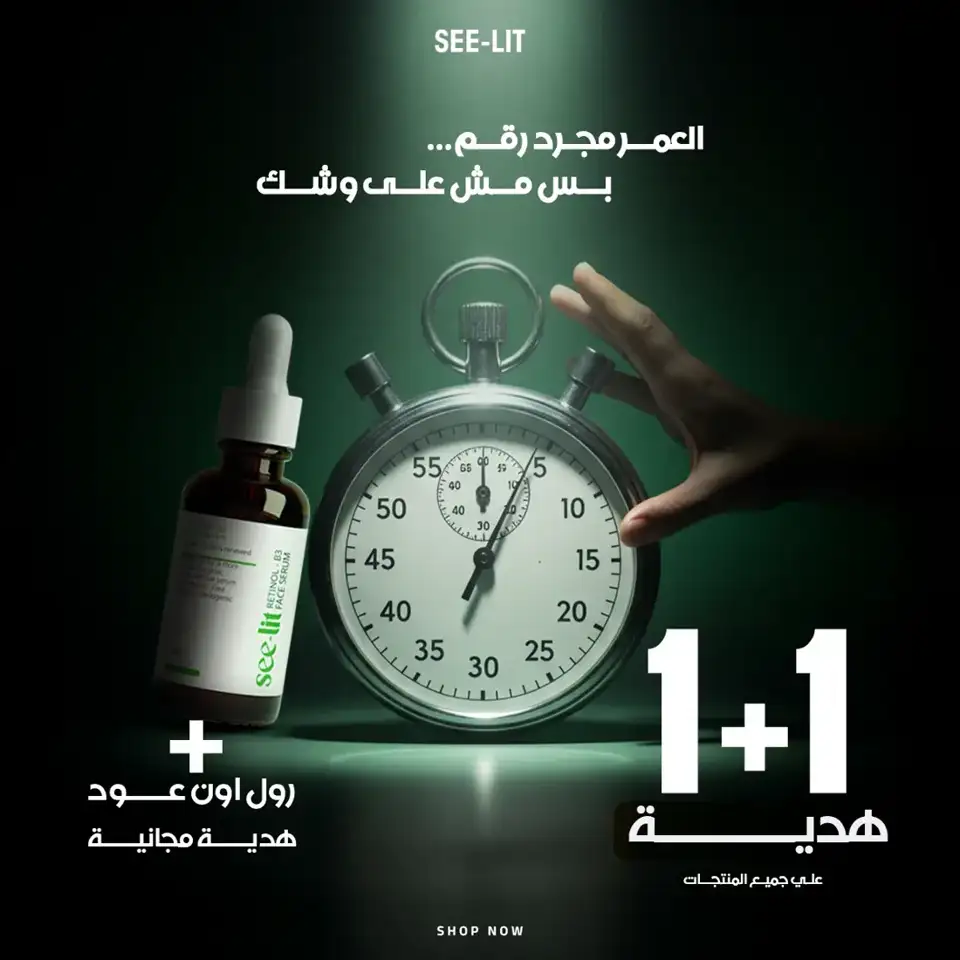 SEE-LIT
العمر مجرد رقم...
بس مش على وشك
55
5
50
10
45
15
40
20
35
25
30
see-lit
RETINOL - B3
FACE SERUM
1+1
هدية
علي جميع المنتجات
+
رول اون عود
هدية مجانية
SHOP NOW